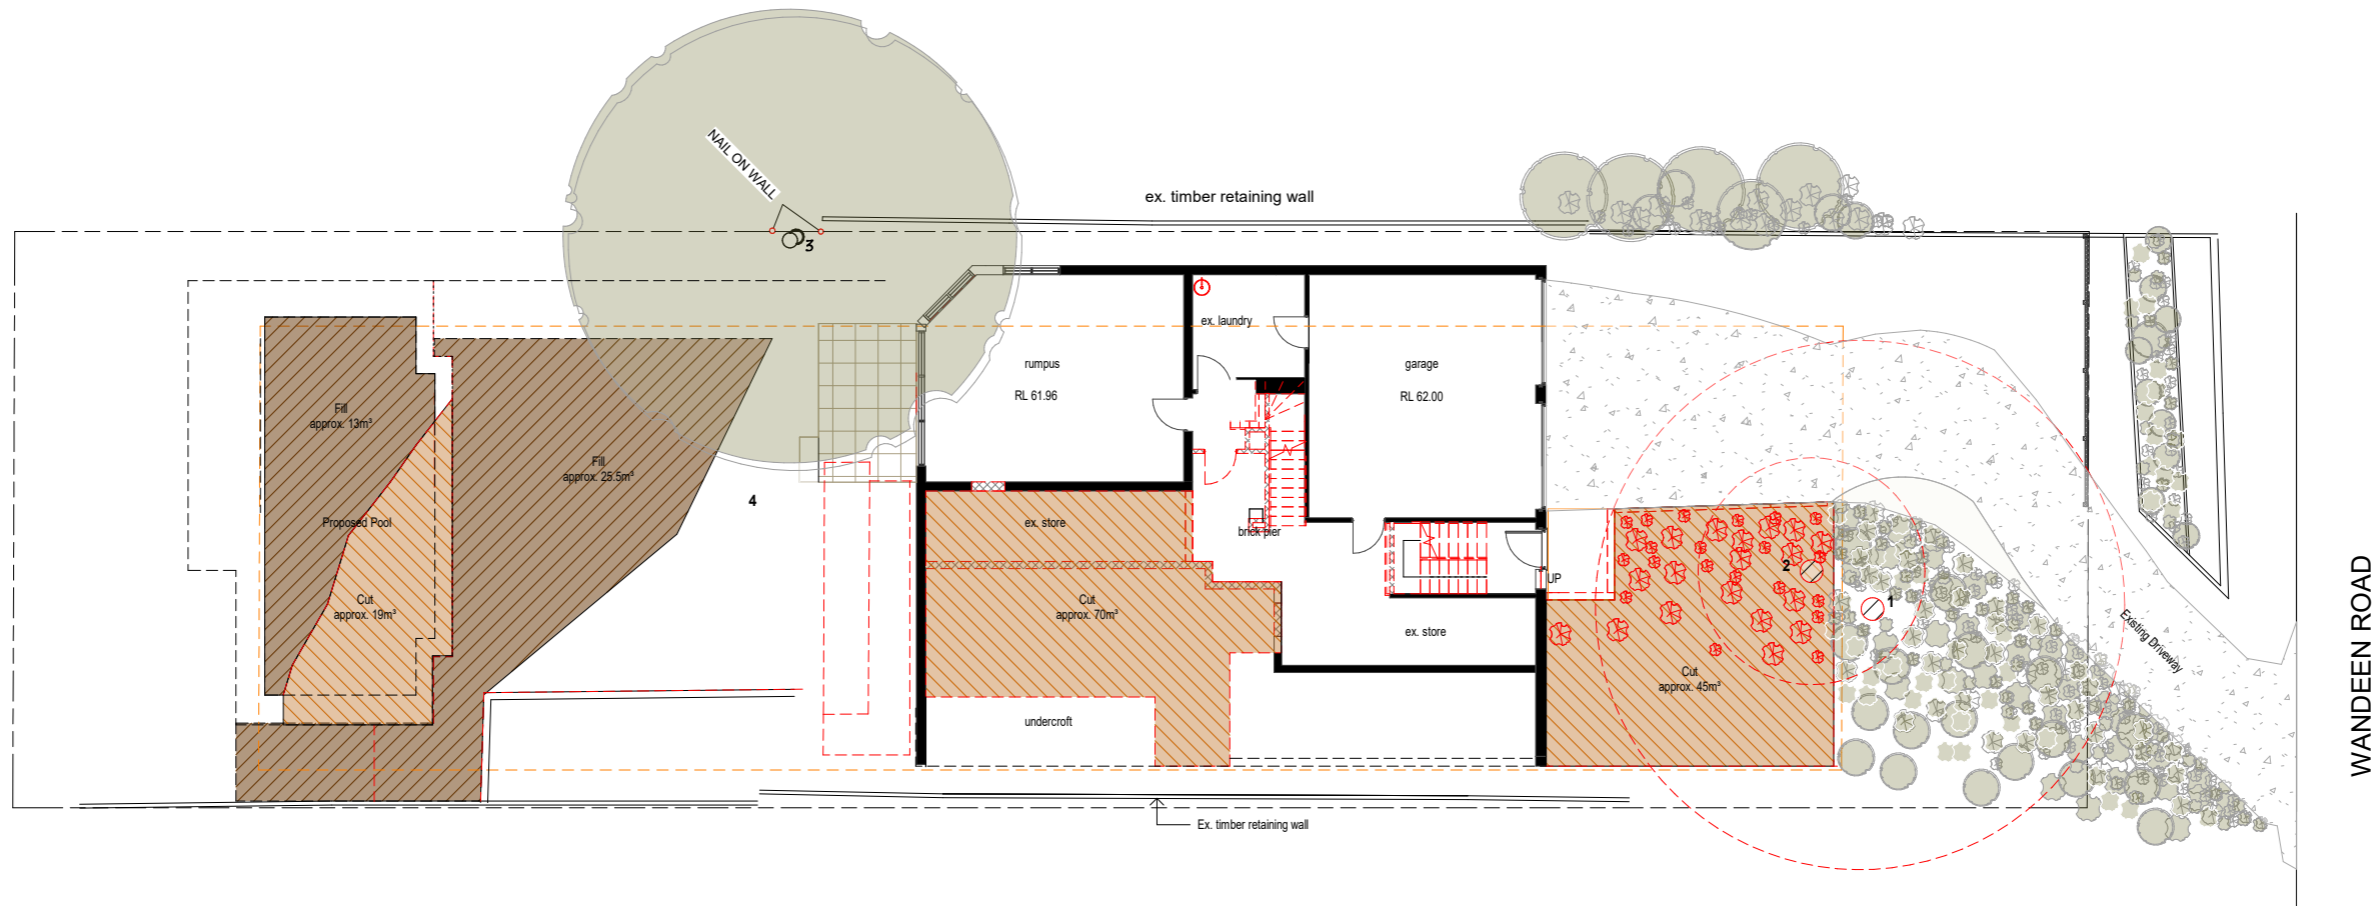 NAIL ON WALL
3
ex. timber retaining wall
ex. laundry
rumpus
RL 61.96
garage
RL 62.00
Fill
approx. 13m³
Fill
approx. 25.5m³
4
Proposed Pool
Cut
approx. 19m³
ex. store
brick pier
Cut
approx. 70m³
UP
ex. store
undercroft
2
1
Cut
approx. 45m³
Existing Driveway
WANDEEN ROAD
Ex. timber retaining wall